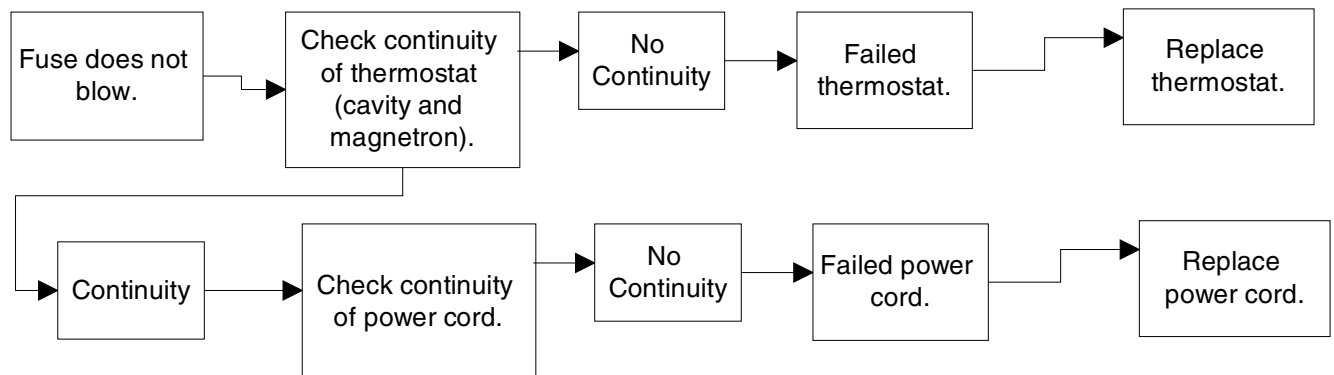 Fuse does not
blow.
Check continuity
of thermostat
(cavity and
magnetron).
No
Continuity
Failed
thermostat.
Replace
thermostat.
Continuity
Check continuity
of power cord.
No
Continuity
Failed power
cord.
Replace
power cord.